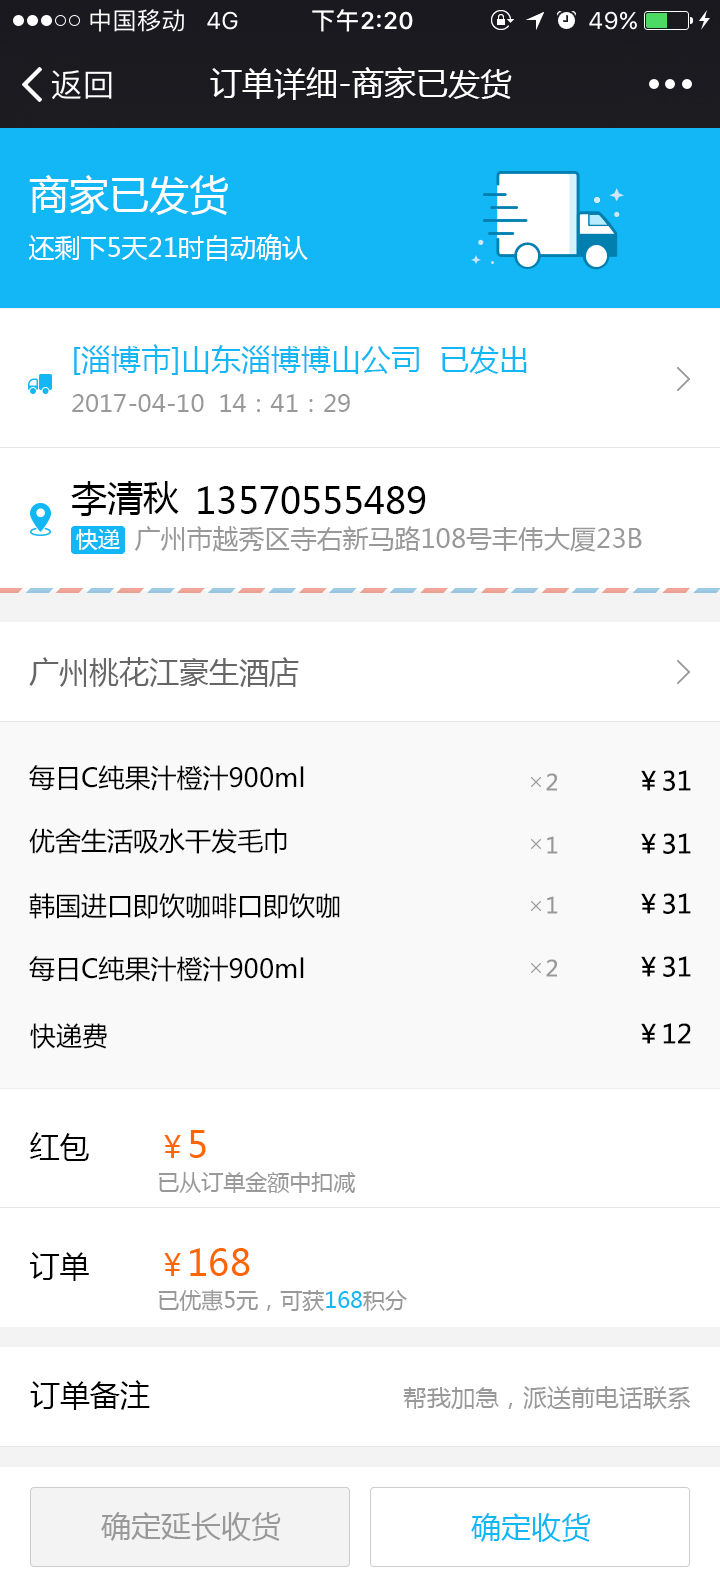 中国移动 4G 下午2:20 49%
返回 订单详细-商家已发货
商家已发货
还剩下5天21时自动确认
[淄博市]山东淄博博山公司 已发出
2017-04-10 14：41：29
李清秋 13570555489
快递 广州市越秀区寺右新马路108号丰伟大厦23B
广州桃花江豪生酒店
每日C纯果汁橙汁900ml ×2 ¥31
优舍生活吸水干发毛巾 ×1 ¥31
韩国进口即饮咖啡口即饮咖 ×1 ¥31
每日C纯果汁橙汁900ml ×2 ¥31
快递费 ¥12
红包 ¥5
已从订单金额中扣减
订单 ¥168
已优惠5元，可获168积分
订单备注 帮我加急，派送前电话联系
确定延长收货 确定收货